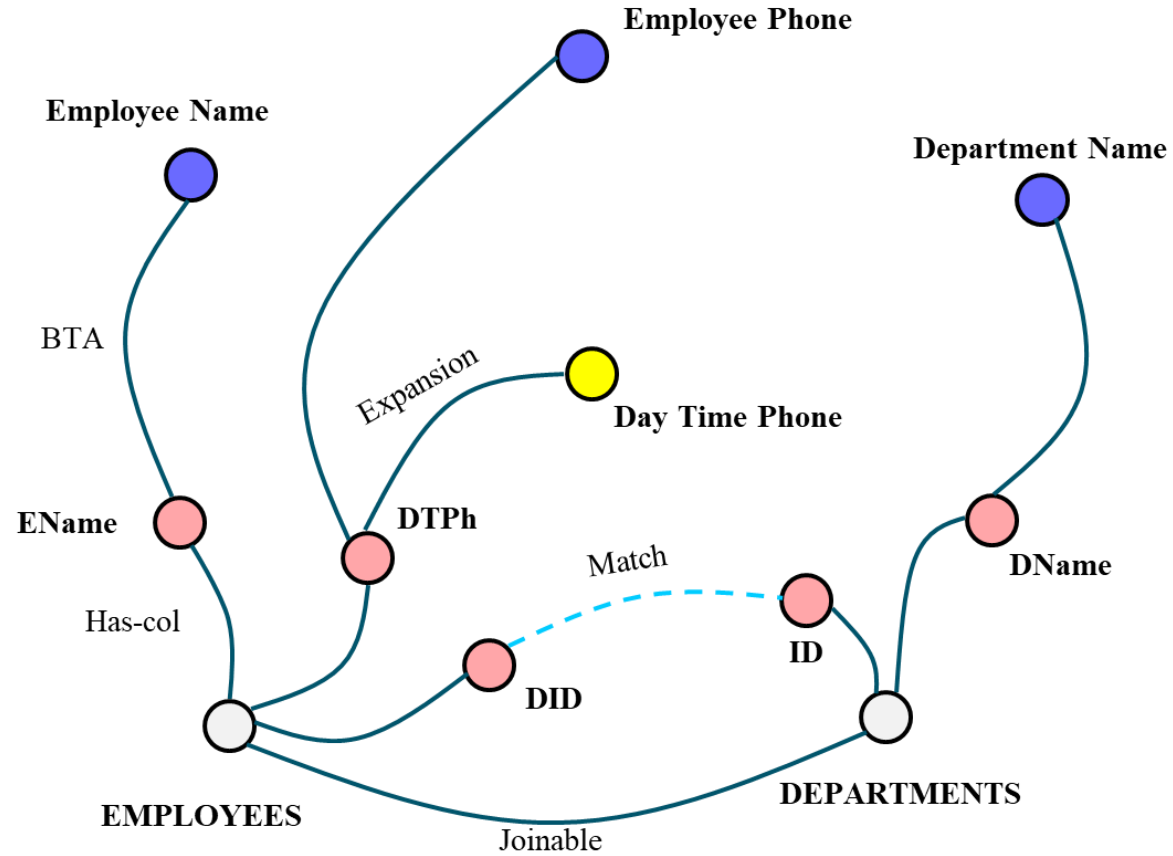 Employee Phone
Employee Name
Department Name
BTA
Expansion
Day Time Phone
EName
DTPh
Match
DName
Has-col
ID
DID
EMPLOYEES
DEPARTMENTS
Joinable